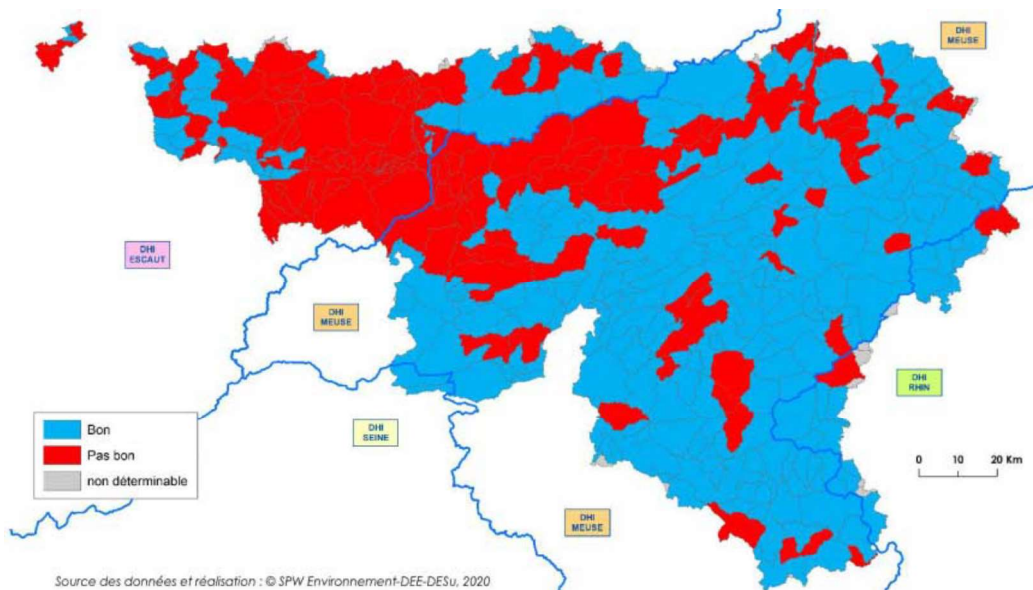 DHI
MEUSE
DHI
ESCAUT
DHI
MEUSE
DHI
RHIN
DHI
SEINE
Bon
Pas bon
non déterminable
0 10 20 Km
DHI
MEUSE
Source des données et réalisation : © SPW Environnement-DEE-DESu, 2020